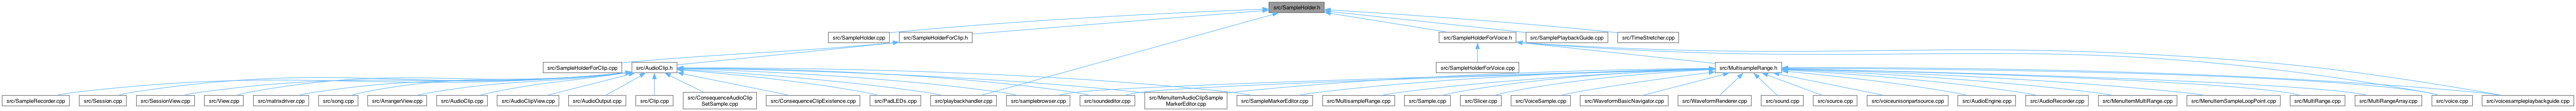 src/SampleHolder.h
src/SampleHolder.cpp
src/SampleHolderForClip.h
src/SampleHolderForVoice.h
src/SamplePlaybackGuide.cpp
src/TimeStretcher.cpp
src/SampleHolderForClip.cpp
src/AudioClip.h
src/SampleHolderForVoice.cpp
src/MultisampleRange.h
src/SampleRecorder.cpp
src/Session.cpp
src/SessionView.cpp
src/View.cpp
src/matrixdriver.cpp
src/song.cpp
src/ArrangerView.cpp
src/AudioClip.cpp
src/AudioClipView.cpp
src/AudioOutput.cpp
src/Clip.cpp
src/ConsequenceAudioClip
SetSample.cpp
src/ConsequenceClipExistence.cpp
src/PadLEDs.cpp
src/playbackhandler.cpp
src/samplebrowser.cpp
src/soundeditor.cpp
src/MenuItemAudioClipSample
MarkerEditor.cpp
src/SampleMarkerEditor.cpp
src/MultisampleRange.cpp
src/Sample.cpp
src/Slicer.cpp
src/VoiceSample.cpp
src/WaveformBasicNavigator.cpp
src/WaveformRenderer.cpp
src/sound.cpp
src/source.cpp
src/voiceunisonpartsource.cpp
src/AudioEngine.cpp
src/AudioRecorder.cpp
src/MenuItemMultiRange.cpp
src/MenuItemSampleLoopPoint.cpp
src/MultiRange.cpp
src/MultiRangeArray.cpp
src/voice.cpp
src/voicesampleplaybackguide.cpp